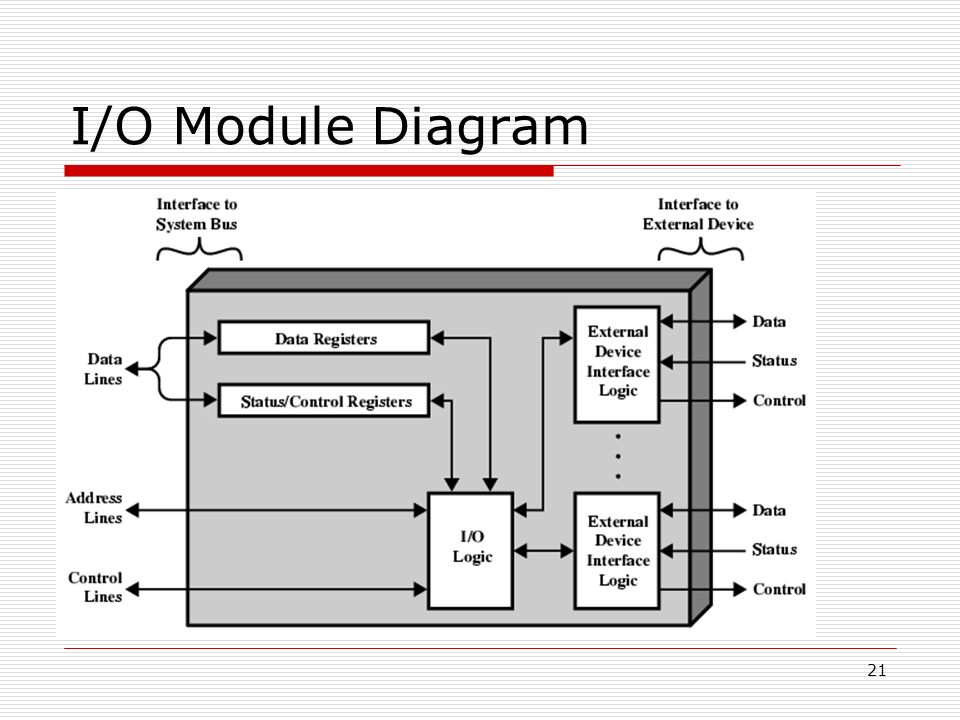 I/O Module Diagram
Interface to
System Bus
Interface to
External Device
Data
Lines
Data Registers
Status/Control Registers
External
Device
Interface
Logic
Data
Status
Control
Address
Lines
Control
Lines
I/O
Logic
External
Device
Interface
Logic
Data
Status
Control
21